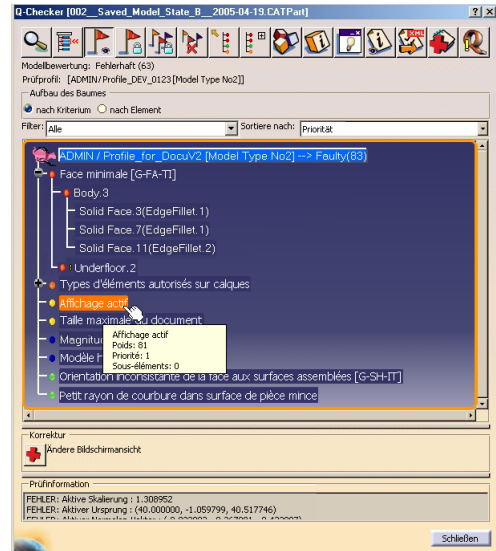 Q-Checker [002__Saved_Model_State_B__2005-04-19.CATPart]
Modellbewertung: Fehlerhaft (63)
Prüfprofil: [ADMIN/Profile_DEV_0123[Model Type No2]]
Aufbau des Baumes
nach Kriterium nach Element
Filter: Alle Sortiere nach: Priorität
ADMIN / Profile_for_DocuV2 [Model Type No2] --> Faulty(83)
Face minimale [G-FA-TI]
Body.3
Solid Face.3(EdgeFillet.1)
Solid Face.7(EdgeFillet.1)
Solid Face.11(EdgeFillet.2)
Underfloor.2
Types d'éléments autorisés sur calques
Affichage actif
Taille maximale du document
Magnitu
Modèle h
Affichage actif
Poids: 81
Priorité: 1
Sous-éléments: 0
Orientation inconsistante de la face aux surfaces assemblées [G-SH-IT]
Petit rayon de courbure dans surface de pièce mince
Korrektur
Ändere Bildschirmansicht
Prüfinformation
FEHLER: Aktive Skalierung : 1.308952
FEHLER: Aktiver Ursprung : (40.000000, -1.059799, 40.517746)
Schließen